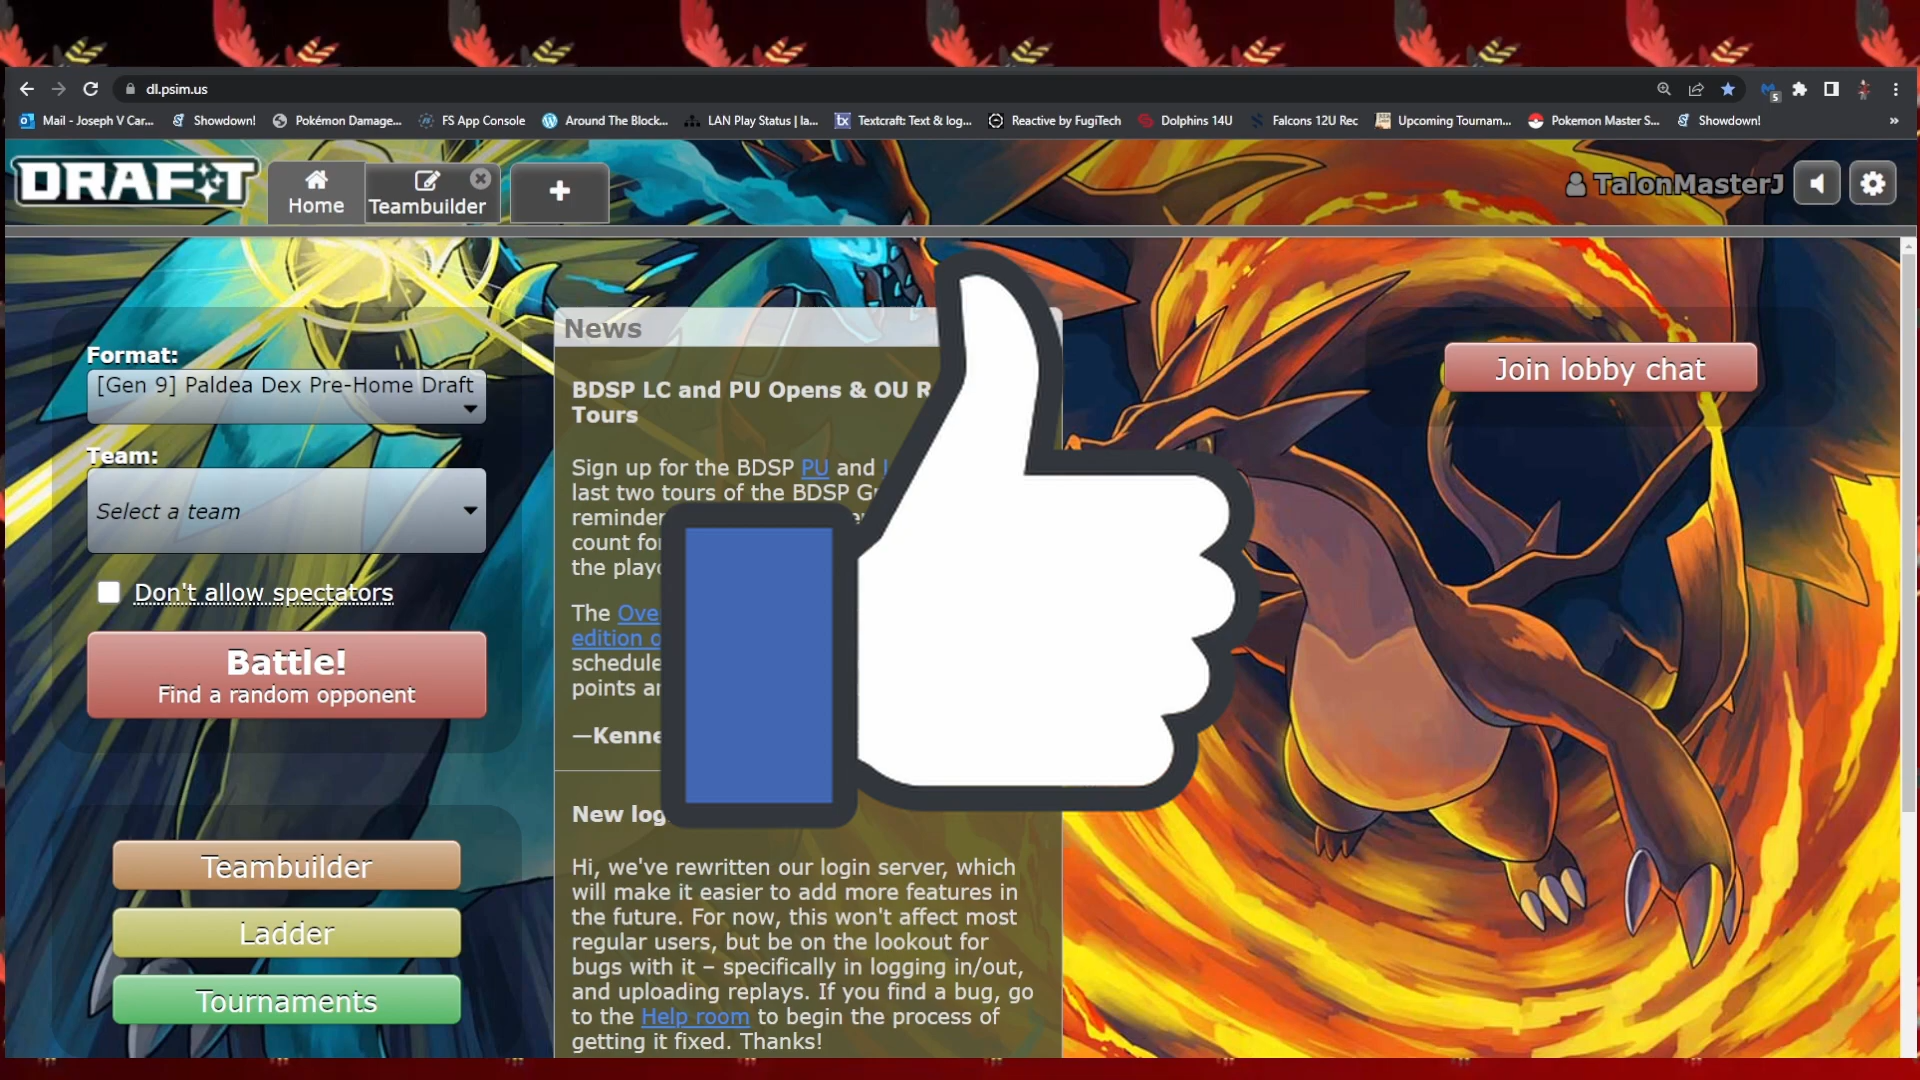 dl.psim.us
Mail - Joseph V Car...
Showdown!
Pokémon Damage...
FS App Console
Around The Block...
LAN Play Status | la...
Textcraft: Text & log...
Reactive by FugiTech
Dolphins 14U
Falcons 12U Rec
Upcoming Tournam...
Pokemon Master S...
Showdown!
»
DRAFT
Home
Teambuilder
+
TalonMasterJ
Format:
[Gen 9] Paldea Dex Pre-Home Draft
Team:
Select a team
Don't allow spectators
Battle!
Find a random opponent
Teambuilder
Ladder
Tournaments
News
BDSP LC and PU Opens & OU R
Tours
Sign up for the BDSP PU and
last two tours of the BDSP G
reminder
count for
the playo
The Ove
edition o
schedule
points a
—Kenne
New log
Hi, we've rewritten our login server, which
will make it easier to add more features in
the future. For now, this won't affect most
regular users, but be on the lookout for
bugs with it – specifically in logging in/out,
and uploading replays. If you find a bug, go
to the Help room to begin the process of
getting it fixed. Thanks!
Join lobby chat
5